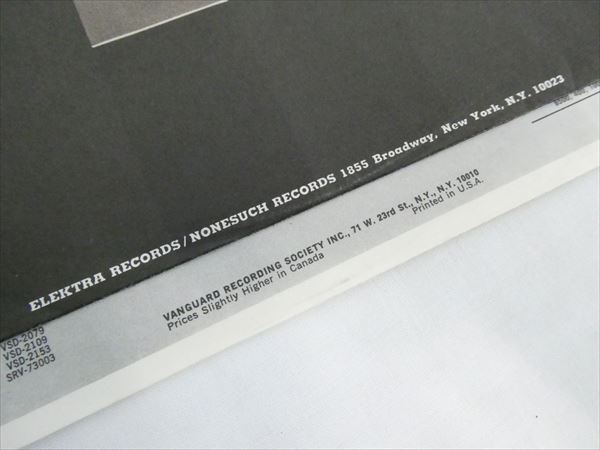 ELEKTRA RECORDS/NONESUCH RECORDS 1855 Broadway, New York, N.Y. 10023
VANGUARD RECORDING SOCIETY INC., 71 W. 23rd St., N.Y., N.Y. 10010
Prices Slightly Higher in Canada
Printed in U.S.A.
VSD-2079
VSD-2109
VSD-2153
SRV-73003